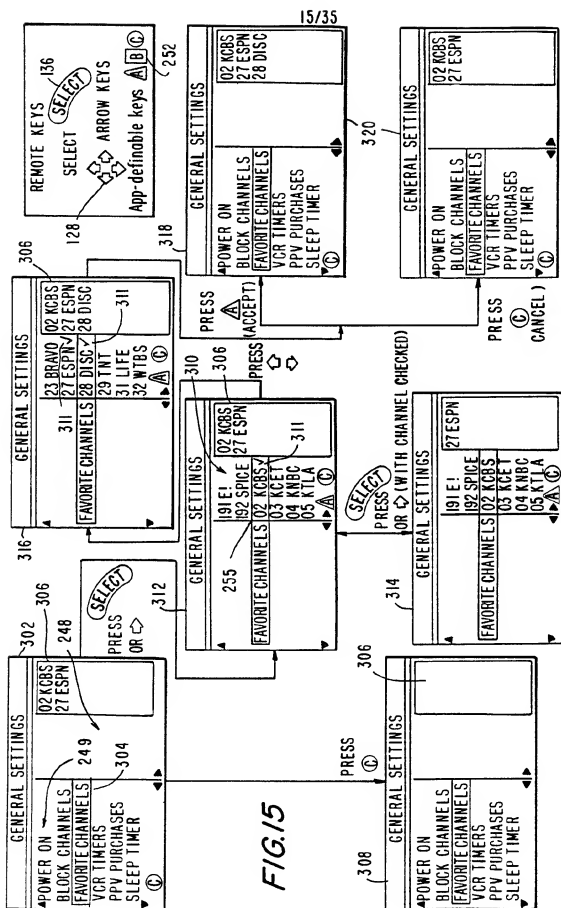 15/35
REMOTE KEYS
136
SELECT
SELECT
128
ARROW KEYS
App-definable keys A B C
252
302
GENERAL SETTINGS
306
248
249
304
POWER ON
BLOCK CHANNELS
FAVORITE CHANNELS
VCR TIMERS
PPV PURCHASES
SLEEP TIMER
C
02 KCBS
27 ESPN
SELECT
PRESS
OR
316
GENERAL SETTINGS
306
FAVORITE CHANNELS
23 BRAVO
27 ESPN
28 DISC
29 TNT
31 LIFE
32 WTBS
311
311
A C
02 KCBS
27 ESPN
28 DISC
312
GENERAL SETTINGS
310
306
255
FAVORITE CHANNELS
191 E!
192 SPICE
02 KCBS
03 KCET
04 KNBC
05 KTLA
311
A C
02 KCBS
27 ESPN
PRESS
318
GENERAL SETTINGS
POWER ON
BLOCK CHANNELS
FAVORITE CHANNELS
VCR TIMERS
PPV PURCHASES
SLEEP TIMER
C
02 KCBS
27 ESPN
28 DISC
PRESS
A
(ACCEPT)
320
GENERAL SETTINGS
POWER ON
BLOCK CHANNELS
FAVORITE CHANNELS
VCR TIMERS
PPV PURCHASES
SLEEP TIMER
C
02 KCBS
27 ESPN
PRESS
C
CANCEL)
SELECT
PRESS
OR (WITH CHANNEL CHECKED)
314
GENERAL SETTINGS
FAVORITE CHANNELS
191 E!
192 SPICE
02 KCBS
03 KCET
04 KNBC
05 KTLA
A C
27 ESPN
PRESS
C
308
GENERAL SETTINGS
306
POWER ON
BLOCK CHANNELS
FAVORITE CHANNELS
VCR TIMERS
PPV PURCHASES
SLEEP TIMER
FIG.15